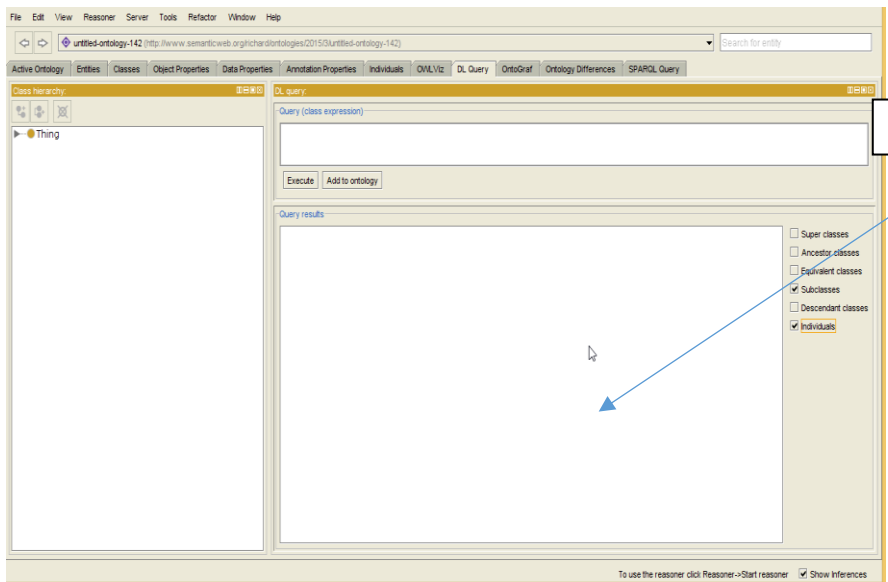 File Edit View Reasoner Server Tools Refactor Window Help
untitled-ontology-142 (http://www.semanticweb.org/richard/ontologies/2015/3/untitled-ontology-142) Search for entity
Active Ontology Entities Classes Object Properties Data Properties Annotation Properties Individuals OWLViz DL Query OntoGraf Ontology Differences SPARQL Query
Class hierarchy:
Thing
DL query:
Query (class expression)
Execute Add to ontology
Query results
Super classes
Ancestor classes
Equivalent classes
Subclasses
Descendant classes
Individuals
To use the reasoner click Reasoner->Start reasoner Show Inferences